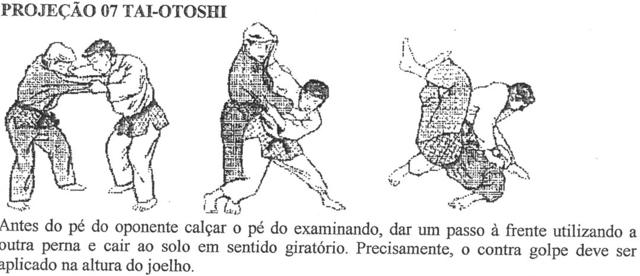 PROJEÇÃO 07 TAI-OTOSHI
Antes do pé do oponente calçar o pé do examinando, dar um passo à frente utilizando a
outra perna e cair ao solo em sentido giratório. Precisamente, o contra golpe deve ser
aplicado na altura do joelho.